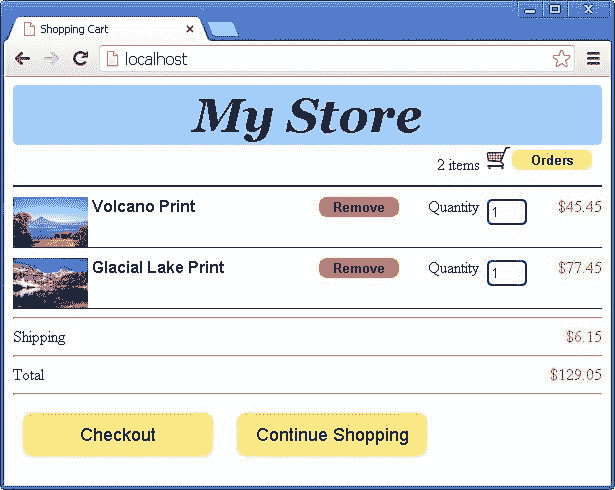 Shopping Cart
localhost
My Store
2 items Orders
Volcano Print Remove Quantity 1 $45.45
Glacial Lake Print Remove Quantity 1 $77.45
Shipping $6.15
Total $129.05
Checkout Continue Shopping